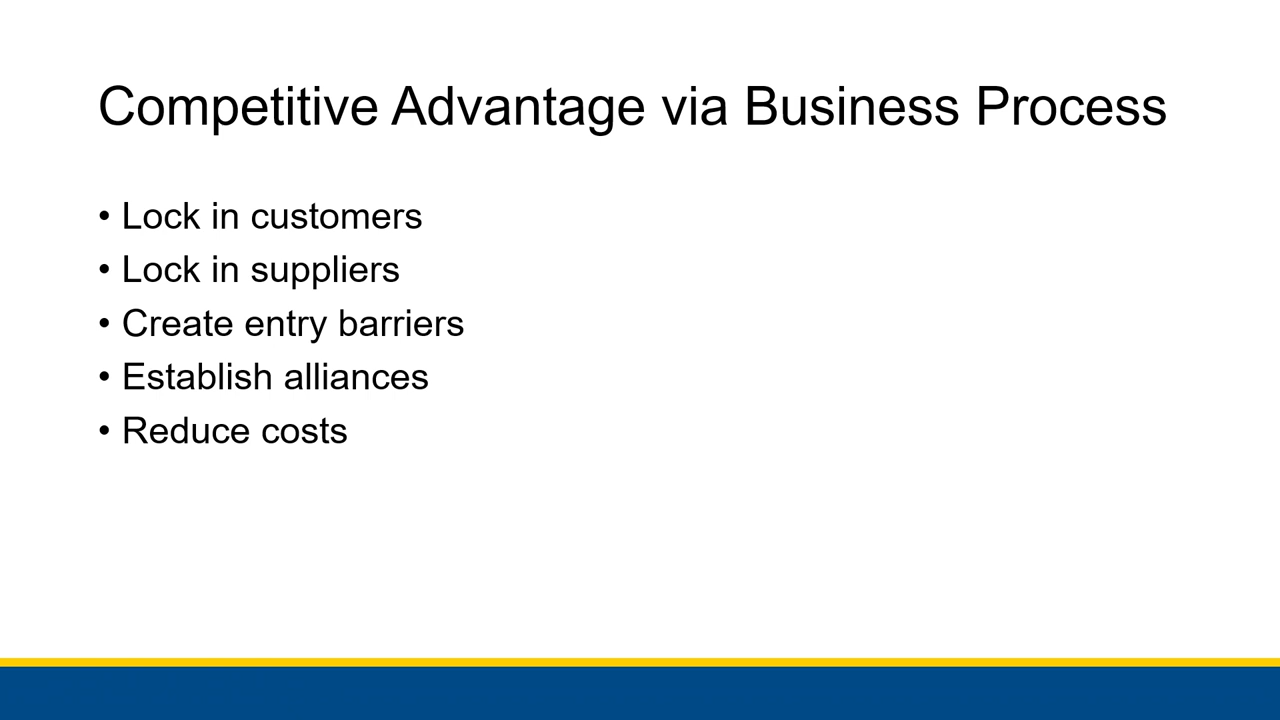 Competitive Advantage via Business Process
• Lock in customers
• Lock in suppliers
• Create entry barriers
• Establish alliances
• Reduce costs